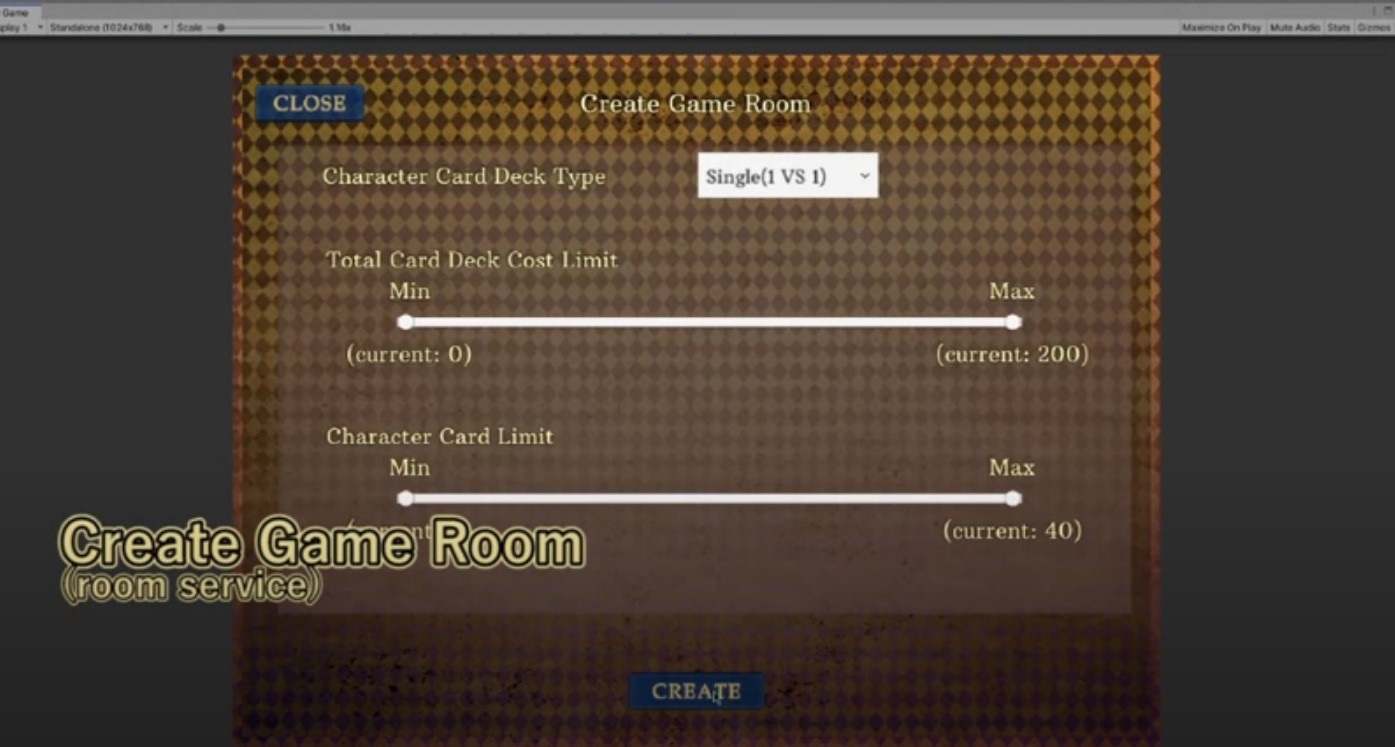 Game
Standalone (1024x768) Scale 1.16x Maximize On Play Mute Audio Stats Gizmos
CLOSE Create Game Room
Character Card Deck Type Single(1 VS 1)
Total Card Deck Cost Limit
Min Max
(current: 0) (current: 200)
Character Card Limit
Min Max
(current: 40)
Create Game Room
(room service)
CREATE